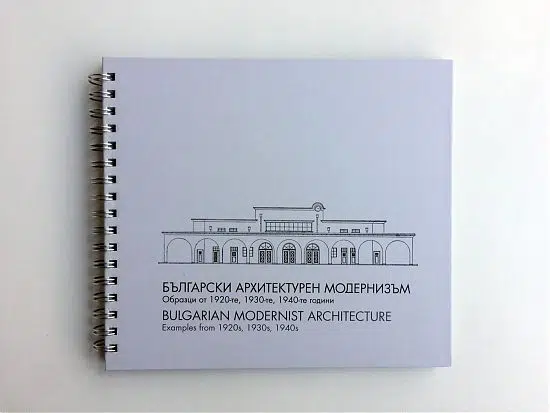 БЪЛГАРСКИ АРХИТЕКТУРЕН МОДЕРНИЗЪМ
Образци от 1920-те, 1930-те, 1940-те години
BULGARIAN MODERNIST ARCHITECTURE
Examples from 1920s, 1930s, 1940s